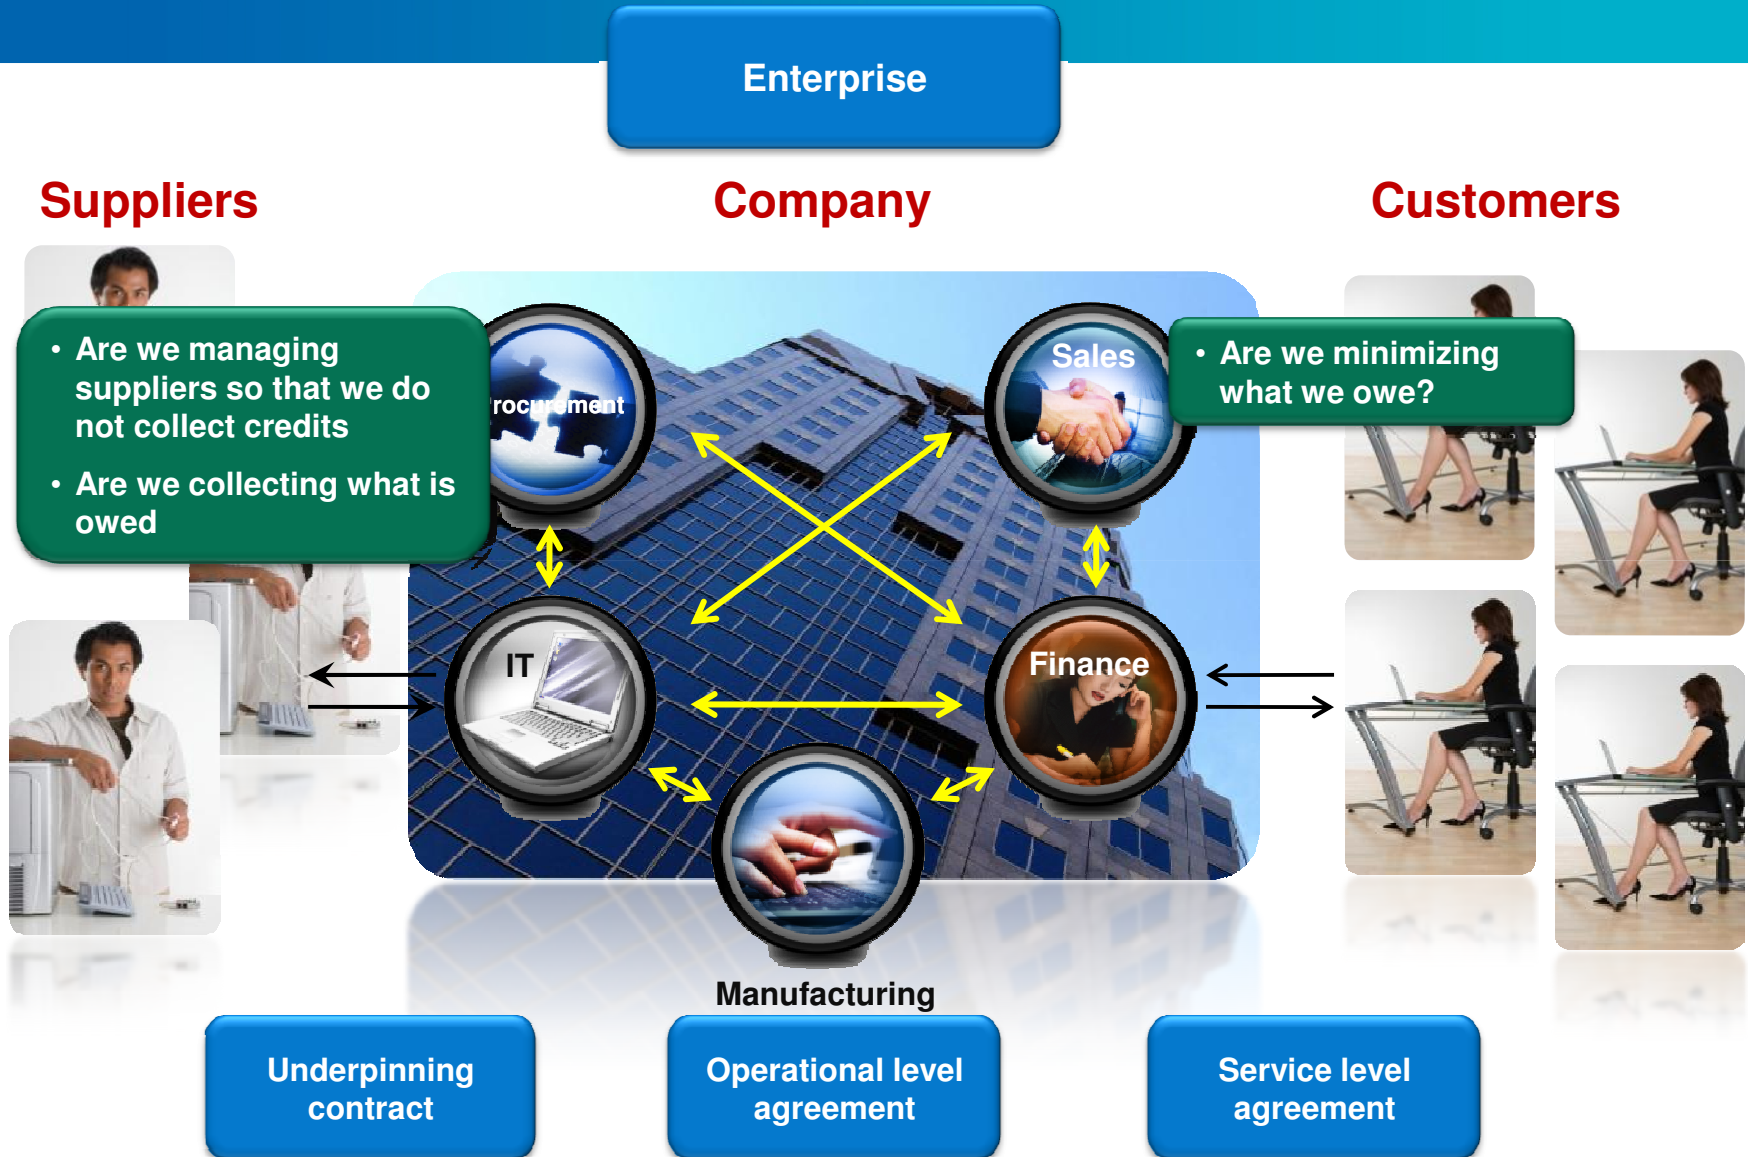 Enterprise
Suppliers
Company
Customers
• Are we managing
suppliers so that we do
not collect credits
• Are we collecting what is
owed
rocurement
Sales
• Are we minimizing
what we owe?
IT
Finance
Manufacturing
Underpinning
contract
Operational level
agreement
Service level
agreement